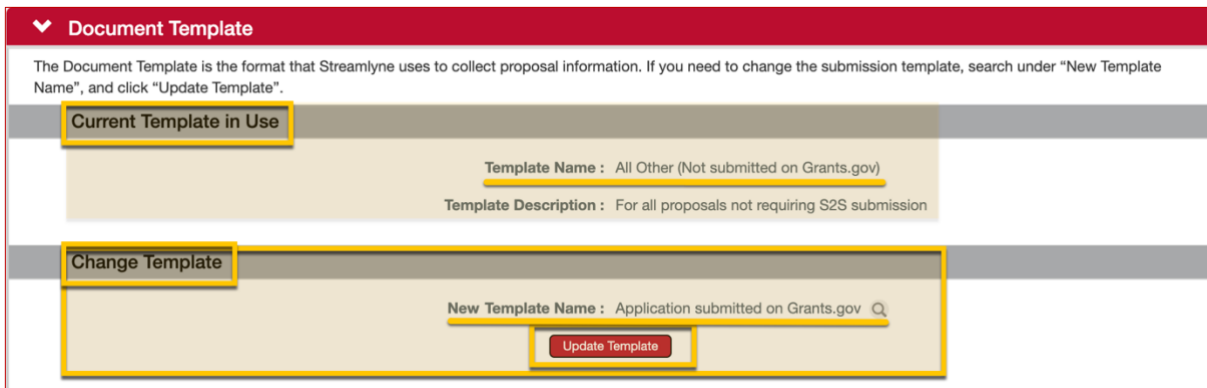 Document Template
The Document Template is the format that Streamlyne uses to collect proposal information. If you need to change the submission template, search under “New Template
Name”, and click “Update Template”.
Current Template in Use
Template Name : All Other (Not submitted on Grants.gov)
Template Description : For all proposals not requiring S2S submission
Change Template
New Template Name : Application submitted on Grants.gov
Update Template